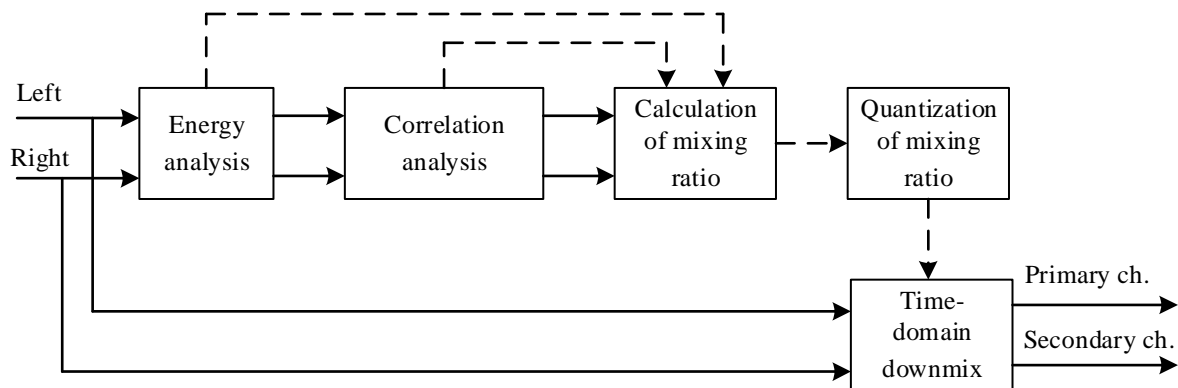 Left
Right
Energy
analysis
Correlation
analysis
Calculation
of mixing
ratio
Quantization
of mixing
ratio
Time-
domain
downmix
Primary ch.
Secondary ch.